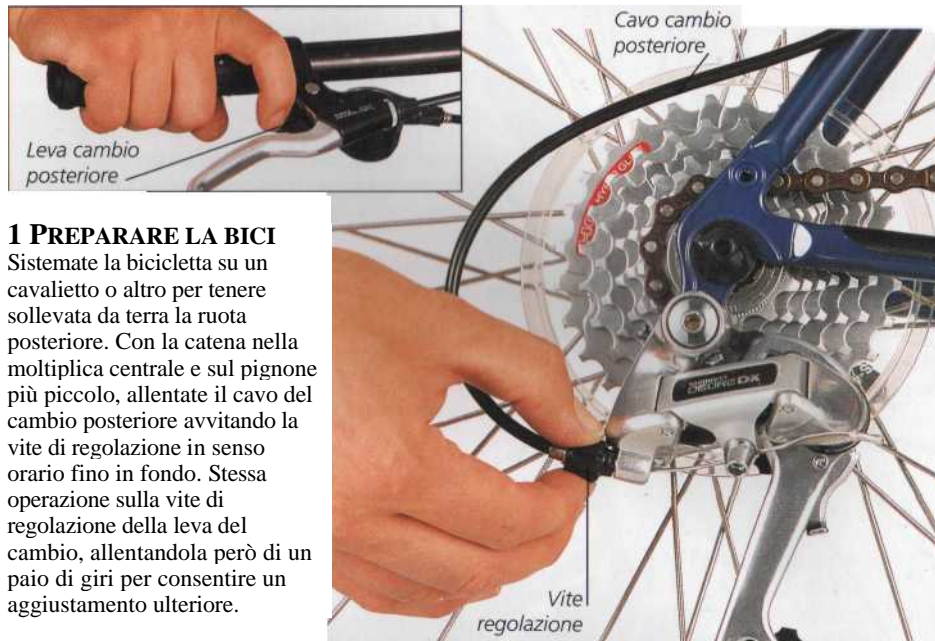 Leva cambio
posteriore
Cavo cambio
posteriore
1 PREPARARE LA BICI
Sistemate la bicicletta su un
cavalietto o altro per tenere
sollevata da terra la ruota
posteriore. Con la catena nella
moltiplica centrale e sul pignone
più piccolo, allentate il cavo del
cambio posteriore avvitando la
vite di regolazione in senso
orario fino in fondo. Stessa
operazione sulla vite di
regolazione della leva del
cambio, allentandola però di un
paio di giri per consentire un
aggiustamento ulteriore.
SHIMANO
DEORE DX
Vite
regolazione